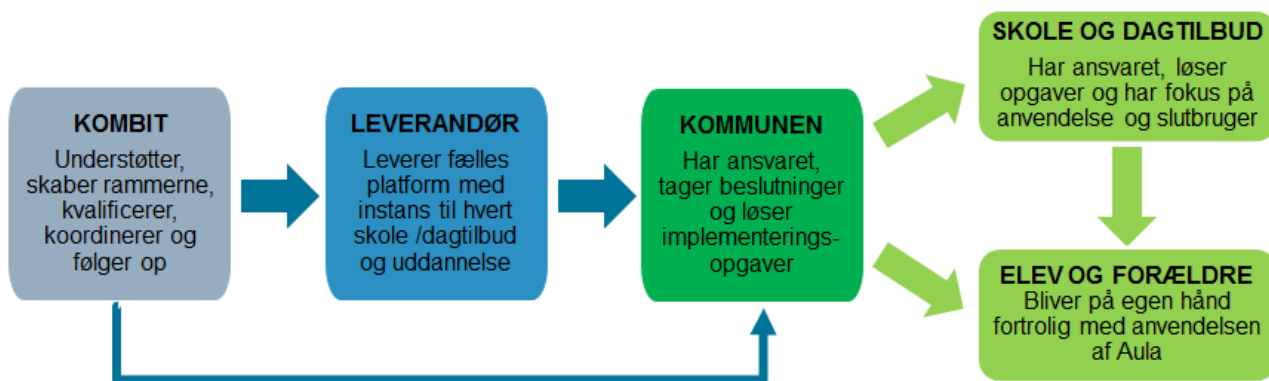 KOMBIT
Understøtter,
skaber rammerne,
kvalificerer,
koordinerer og
følger op
LEVERANDØR
Leverer fælles
platform med
instans til hvert
skole /dagtilbud
og uddannelse
KOMMUNEN
Har ansvaret,
tager beslutninger
og løser
implementerings-
opgaver
SKOLE OG DAGTILBUD
Har ansvaret, løser
opgaver og har fokus på
anvendelse og slutbruger
ELEV OG FORÆLDRE
Bliver på egen hånd
fortrolig med anvendelsen
af Aula